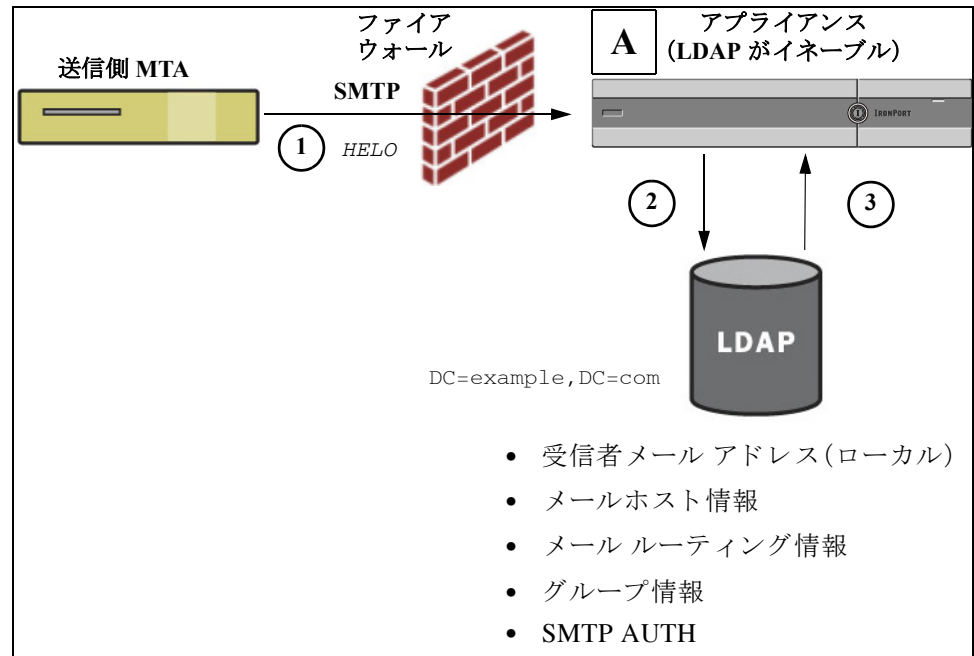 ファイア
ウォール
A
アプライアンス
(LDAP がイネーブル)
送信側 MTA
SMTP
1
HELO
IRONPORT
2
3
LDAP
DC=example,DC=com
• 受信者メール アドレス(ローカル)
• メールホスト情報
• メール ルーティング情報
• グループ情報
• SMTP AUTH